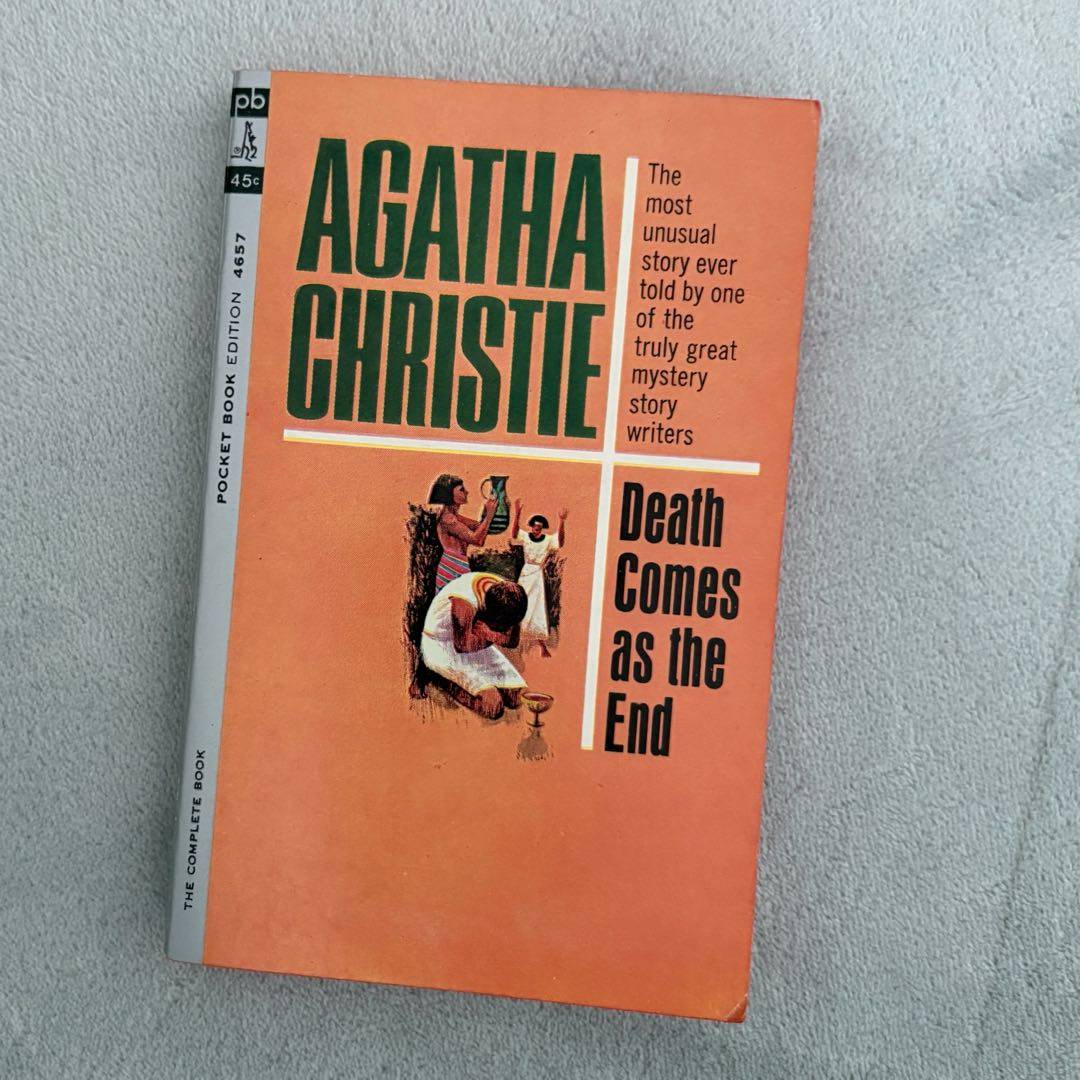 pb
45c
POCKET BOOK EDITION 4657
THE COMPLETE BOOK
AGATHA
CHRISTIE
The
most
unusual
story ever
told by one
of the
truly great
mystery
story
writers
Death
Comes
as the
End